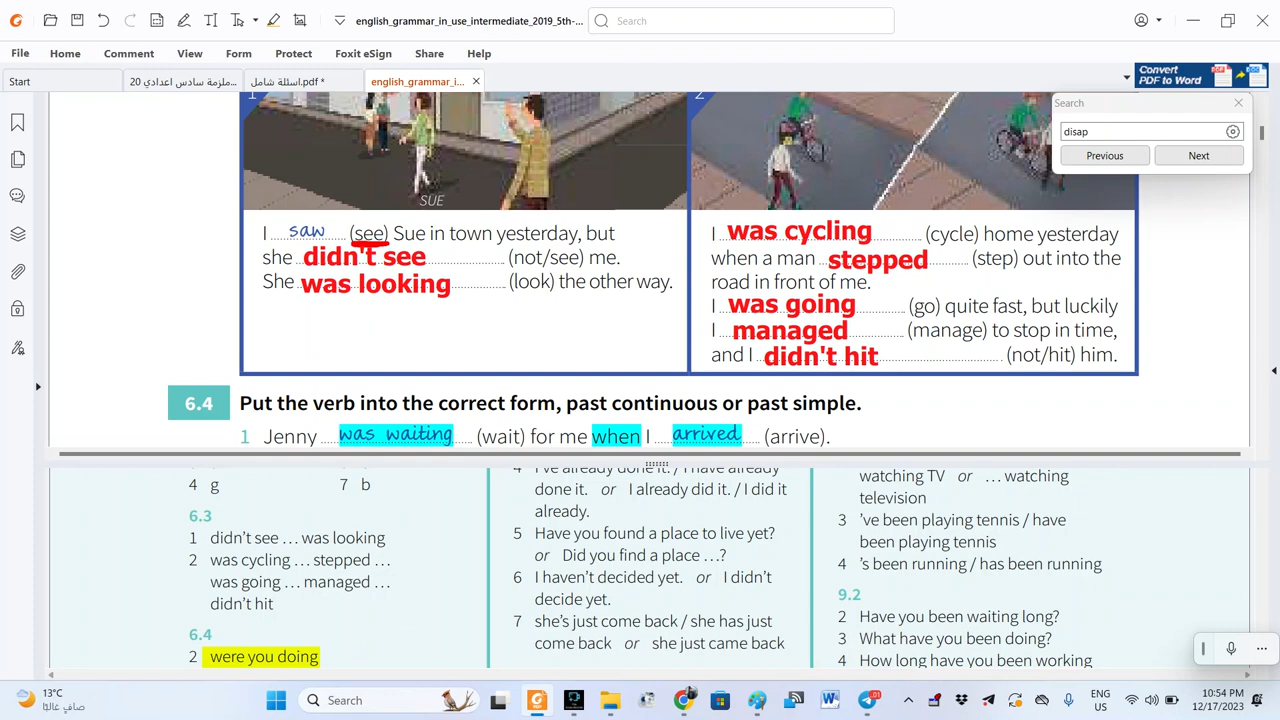 english_grammar_in_use_intermediate_2019_5th-...
Search
File Home Comment View Form Protect Foxit eSign Share Help
Start
ملزمة سادس اعدادي 20...
اسئلة شامل.pdf *
english_grammar_i...
Convert PDF to Word
Search
disap
Previous Next
1
SUE
I saw (see) Sue in town yesterday, but
she didn't see (not/see) me.
She was looking (look) the other way.
2
I was cycling (cycle) home yesterday
when a man stepped (step) out into the
road in front of me.
I was going (go) quite fast, but luckily
I managed (manage) to stop in time,
and I didn't hit (not/hit) him.
6.4 Put the verb into the correct form, past continuous or past simple.
1 Jenny was waiting (wait) for me when I arrived (arrive).
4 g 7 b
6.3
1 didn't see … was looking
2 was cycling … stepped …
was going … managed …
didn't hit
6.4
2 were you doing
4 I've already done it. / I have already
done it. or I already did it. / I did it
already.
5 Have you found a place to live yet?
or Did you find a place …?
6 I haven't decided yet. or I didn't
decide yet.
7 she's just come back / she has just
come back or she just came back
watching TV or … watching
television
3 've been playing tennis / have
been playing tennis
4 's been running / has been running
9.2
2 Have you been waiting long?
3 What have you been doing?
4 How long have you been working
13°C
صافٍ غالبًا
Search
.01
ENG
US
10:54 PM
12/17/2023